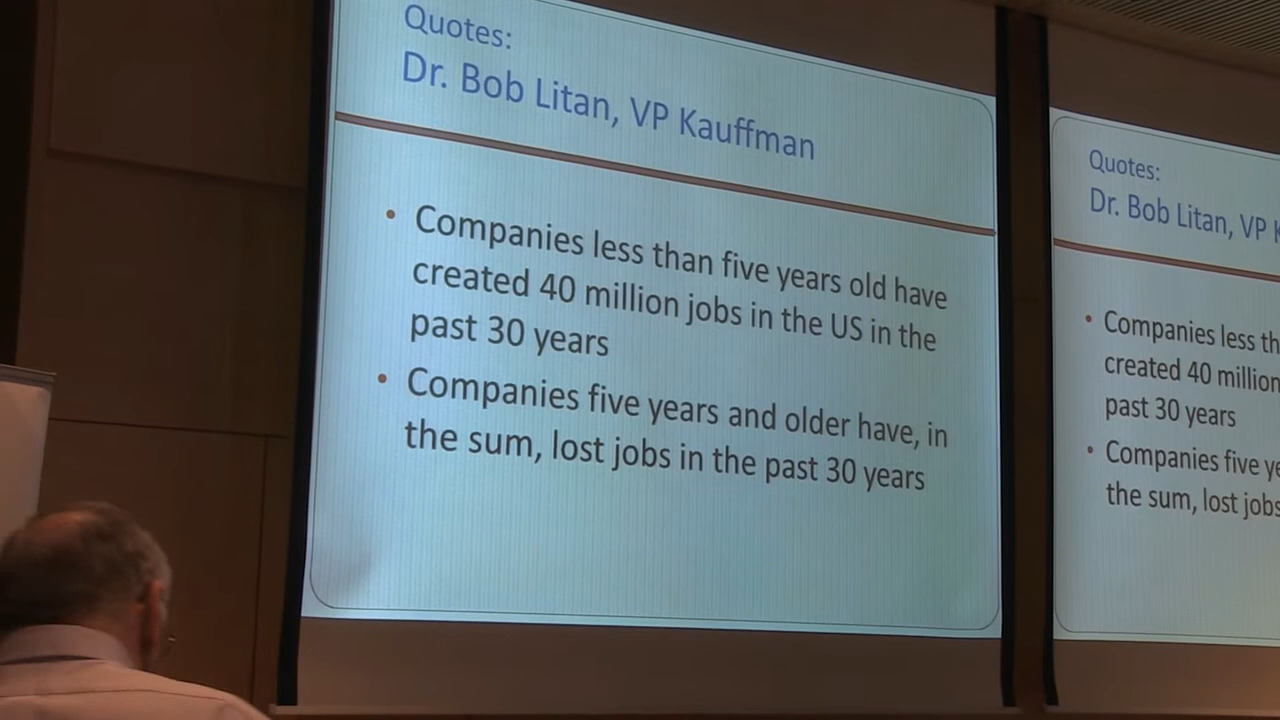 Quotes:
Dr. Bob Litan, VP Kauffman
• Companies less than five years old have
created 40 million jobs in the US in the
past 30 years
• Companies five years and older have, in
the sum, lost jobs in the past 30 years
Quotes:
Dr. Bob Litan, VP
• Companies less
created 40 million
past 30 years
• Companies five
the sum, lost jobs